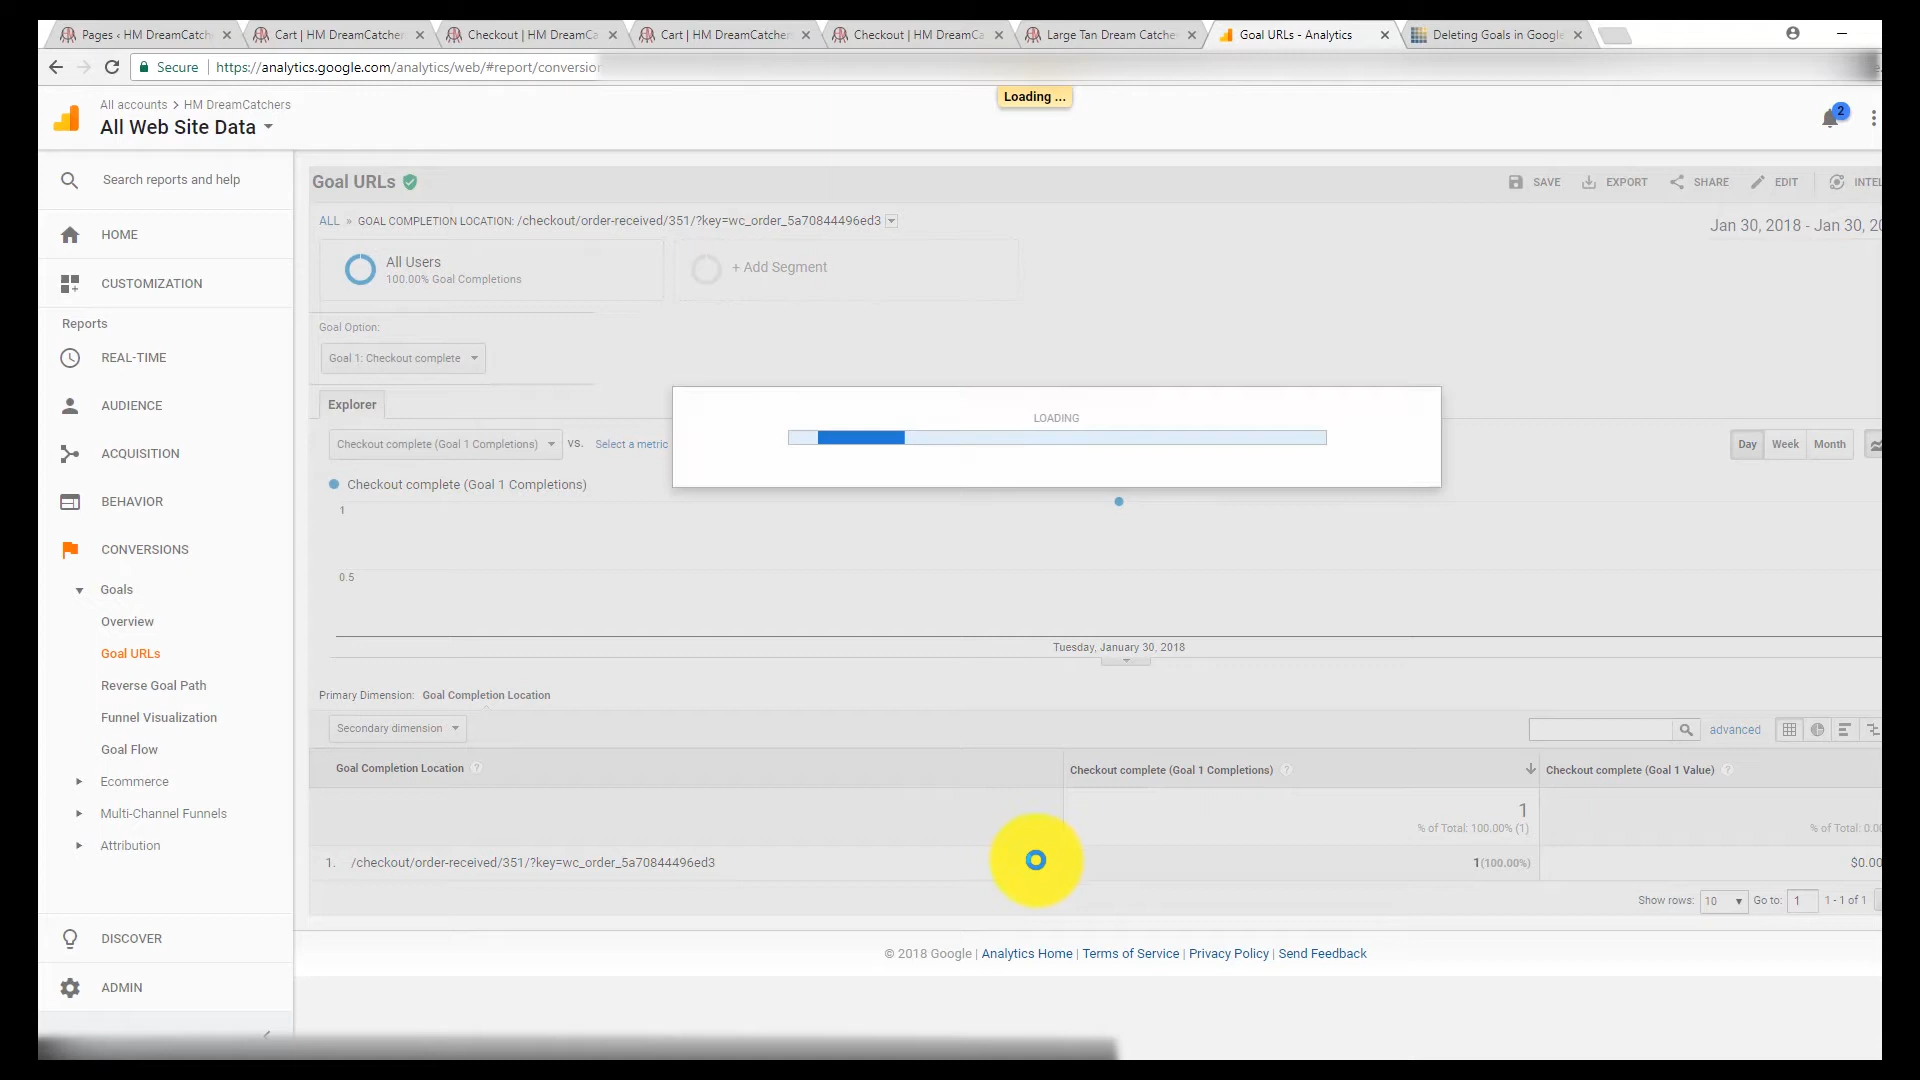 Pages ‹ HM DreamCatch
Cart | HM DreamCatcher
Checkout | HM DreamCa
Cart | HM DreamCatcher
Checkout | HM DreamCa
Large Tan Dream Catche
Goal URLs - Analytics
Deleting Goals in Google
Secure
https://analytics.google.com/analytics/web/#report/conversion
Loading ...
All accounts > HM DreamCatchers
All Web Site Data
2
Search reports and help
HOME
CUSTOMIZATION
Reports
REAL-TIME
AUDIENCE
ACQUISITION
BEHAVIOR
CONVERSIONS
Goals
Overview
Goal URLs
Reverse Goal Path
Funnel Visualization
Goal Flow
Ecommerce
Multi-Channel Funnels
Attribution
DISCOVER
ADMIN
Goal URLs
SAVE
EXPORT
SHARE
EDIT
INTEL
ALL » GOAL COMPLETION LOCATION: /checkout/order-received/351/?key=wc_order_5a70844496ed3
Jan 30, 2018 - Jan 30, 20
All Users
100.00% Goal Completions
+ Add Segment
Goal Option:
Goal 1: Checkout complete
Explorer
LOADING
Checkout complete (Goal 1 Completions)
VS.
Select a metric
Day
Week
Month
Checkout complete (Goal 1 Completions)
1
0.5
Tuesday, January 30, 2018
Primary Dimension:
Goal Completion Location
Secondary dimension
advanced
Goal Completion Location
?
Checkout complete (Goal 1 Completions)
?
Checkout complete (Goal 1 Value)
?
1
% of Total: 100.00% (1)
% of Total: 0.00
1.
/checkout/order-received/351/?key=wc_order_5a70844496ed3
1(100.00%)
$0.00
Show rows:
10
Go to:
1
1 - 1 of 1
© 2018 Google | Analytics Home | Terms of Service | Privacy Policy | Send Feedback